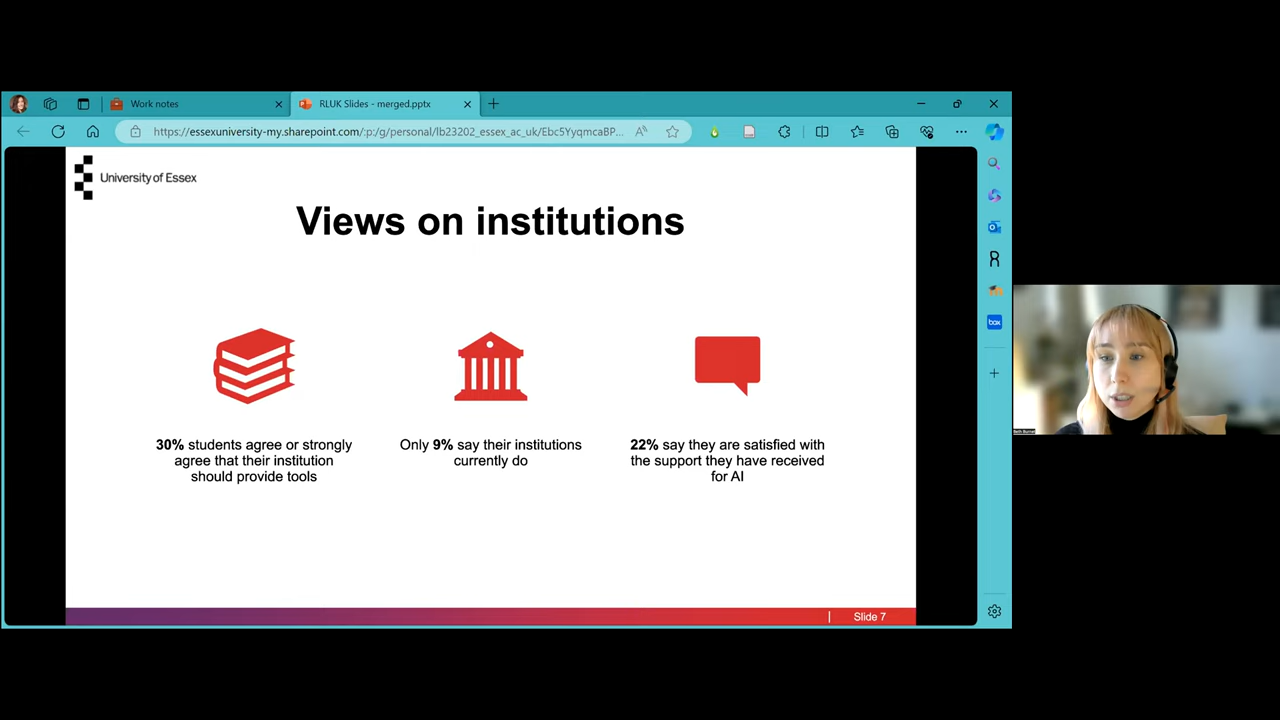 Work notes
RLUK Slides - merged.pptx
https://essexuniversity-my.sharepoint.com/:p:/g/personal/lb23202_essex_ac_uk/Ebc5YyqmcaBP...
University of Essex
Views on institutions
30% students agree or strongly
agree that their institution
should provide tools
Only 9% say their institutions
currently do
22% say they are satisfied with
the support they have received
for AI
Slide 7
box